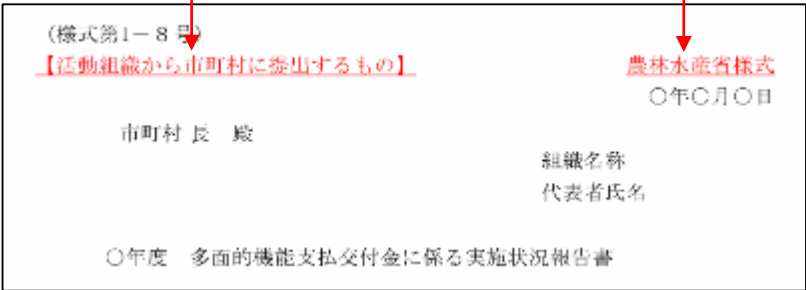 （様式第1－8号）
【活動組織から市町村に提出するもの】　農林水産省様式
○年○月○日
市町村 長　殿
組織名称
代表者氏名
○年度　多面的機能支払交付金に係る実施状況報告書